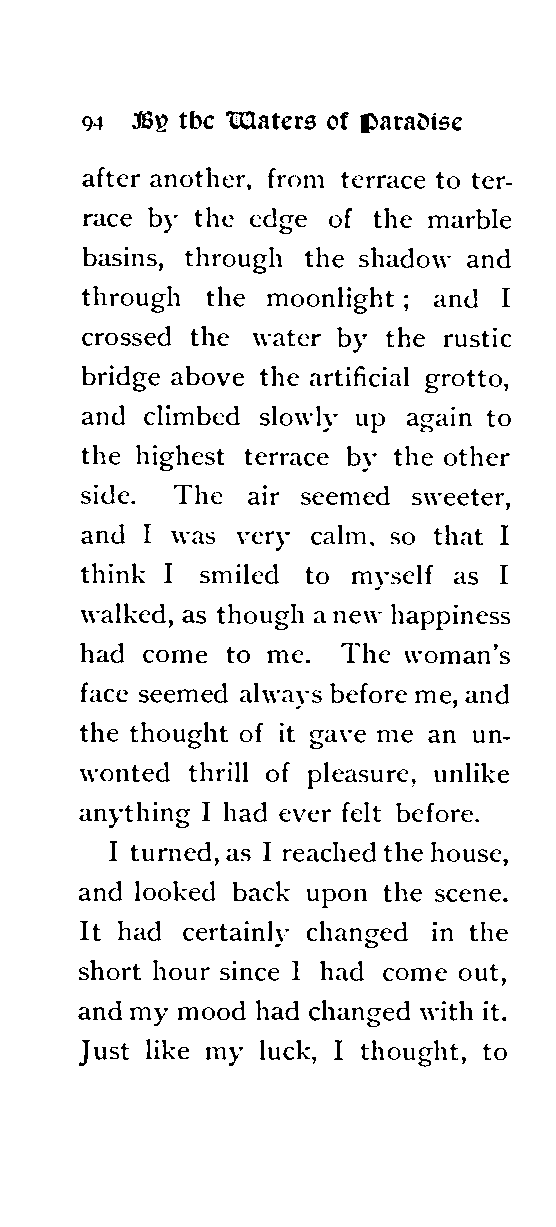 94 By the Waters of Paradise
after another, from terrace to ter-
race by the edge of the marble
basins, through the shadow and
through the moonlight ; and I
crossed the water by the rustic
bridge above the artificial grotto,
and climbed slowly up again to
the highest terrace by the other
side. The air seemed sweeter,
and I was very calm, so that I
think I smiled to myself as I
walked, as though a new happiness
had come to me. The woman's
face seemed always before me, and
the thought of it gave me an un-
wonted thrill of pleasure, unlike
anything I had ever felt before.
I turned, as I reached the house,
and looked back upon the scene.
It had certainly changed in the
short hour since I had come out,
and my mood had changed with it.
Just like my luck, I thought, to